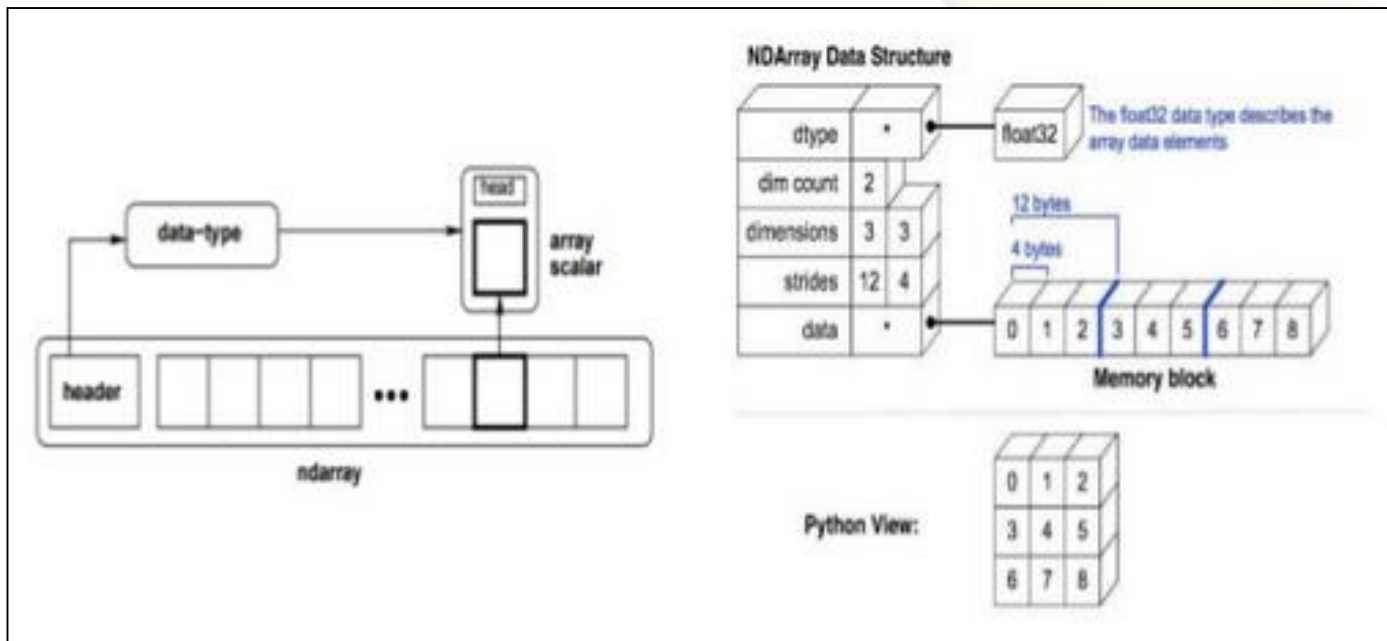 head
data-type
array
scalar
header
ndarray
NDArray Data Structure
dtype
float32
The float32 data type describes the
array data elements
dim count 2
dimensions 3 3
strides 12 4
data
12 bytes
4 bytes
0 1 2 3 4 5 6 7 8
Memory block
Python View:
0 1 2
3 4 5
6 7 8